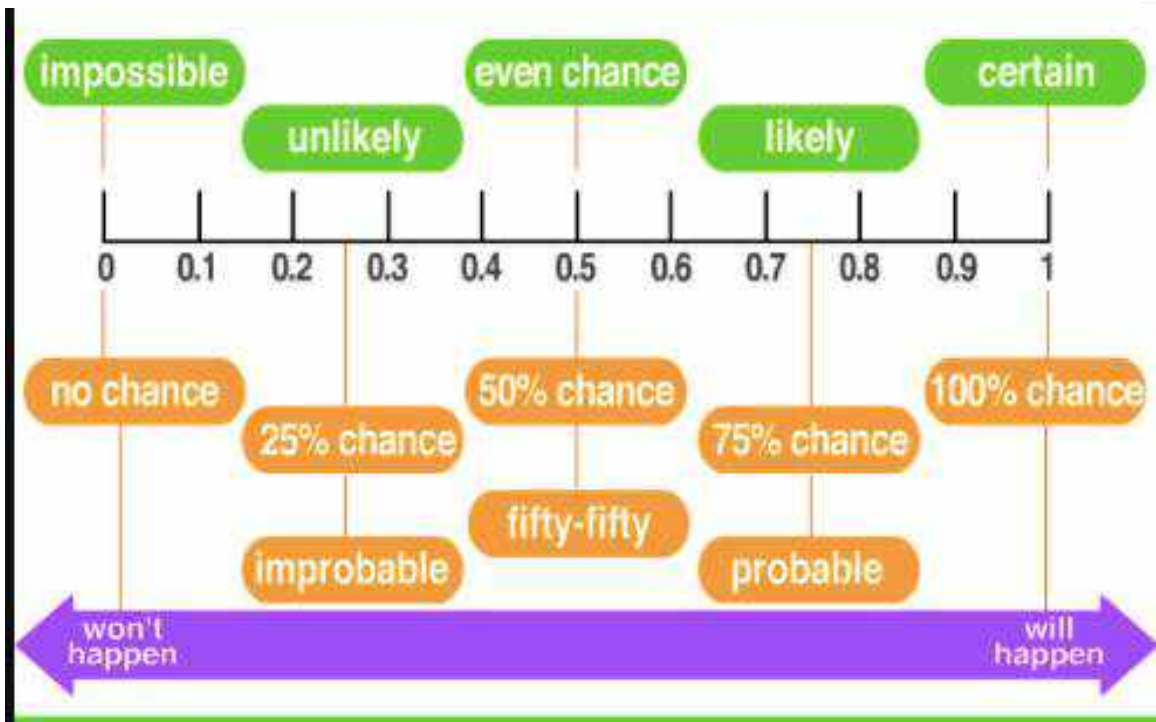 impossible
even chance
certain
unlikely
likely
0 0.1 0.2 0.3 0.4 0.5 0.6 0.7 0.8 0.9 1
no chance
50% chance
100% chance
25% chance
75% chance
fifty-fifty
improbable
probable
won't
happen
will
happen